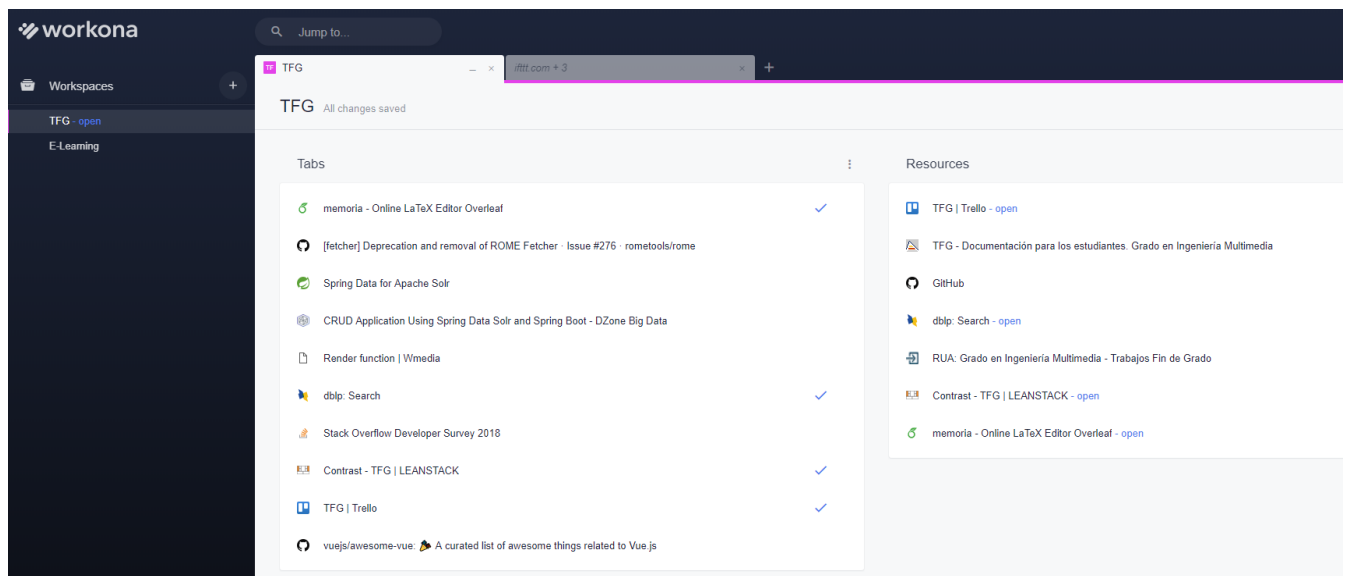 workona
Jump to...
TF TFG
ifttt.com + 3
Workspaces
TFG - open
E-Learning
TFG All changes saved
Tabs
memoria - Online LaTeX Editor Overleaf
[fetcher] Deprecation and removal of ROME Fetcher · Issue #276 · rometools/rome
Spring Data for Apache Solr
CRUD Application Using Spring Data Solr and Spring Boot - DZone Big Data
Render function | Wmedia
dblp: Search
Stack Overflow Developer Survey 2018
Contrast - TFG | LEANSTACK
TFG | Trello
vuejs/awesome-vue: 🎉 A curated list of awesome things related to Vue.js
Resources
TFG | Trello - open
TFG - Documentación para los estudiantes. Grado en Ingeniería Multimedia
GitHub
dblp: Search - open
RUA: Grado en Ingeniería Multimedia - Trabajos Fin de Grado
Contrast - TFG | LEANSTACK - open
memoria - Online LaTeX Editor Overleaf - open